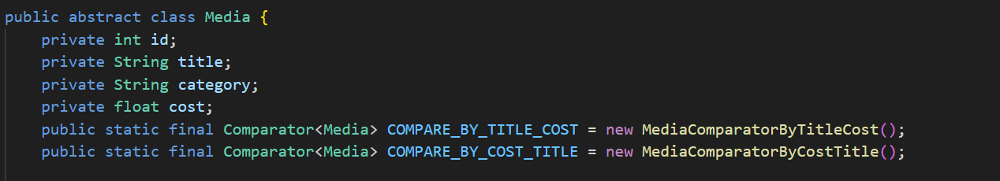 public abstract class Media {
    private int id;
    private String title;
    private String category;
    private float cost;
    public static final Comparator<Media> COMPARE_BY_TITLE_COST = new MediaComparatorByTitleCost();
    public static final Comparator<Media> COMPARE_BY_COST_TITLE = new MediaComparatorByCostTitle();